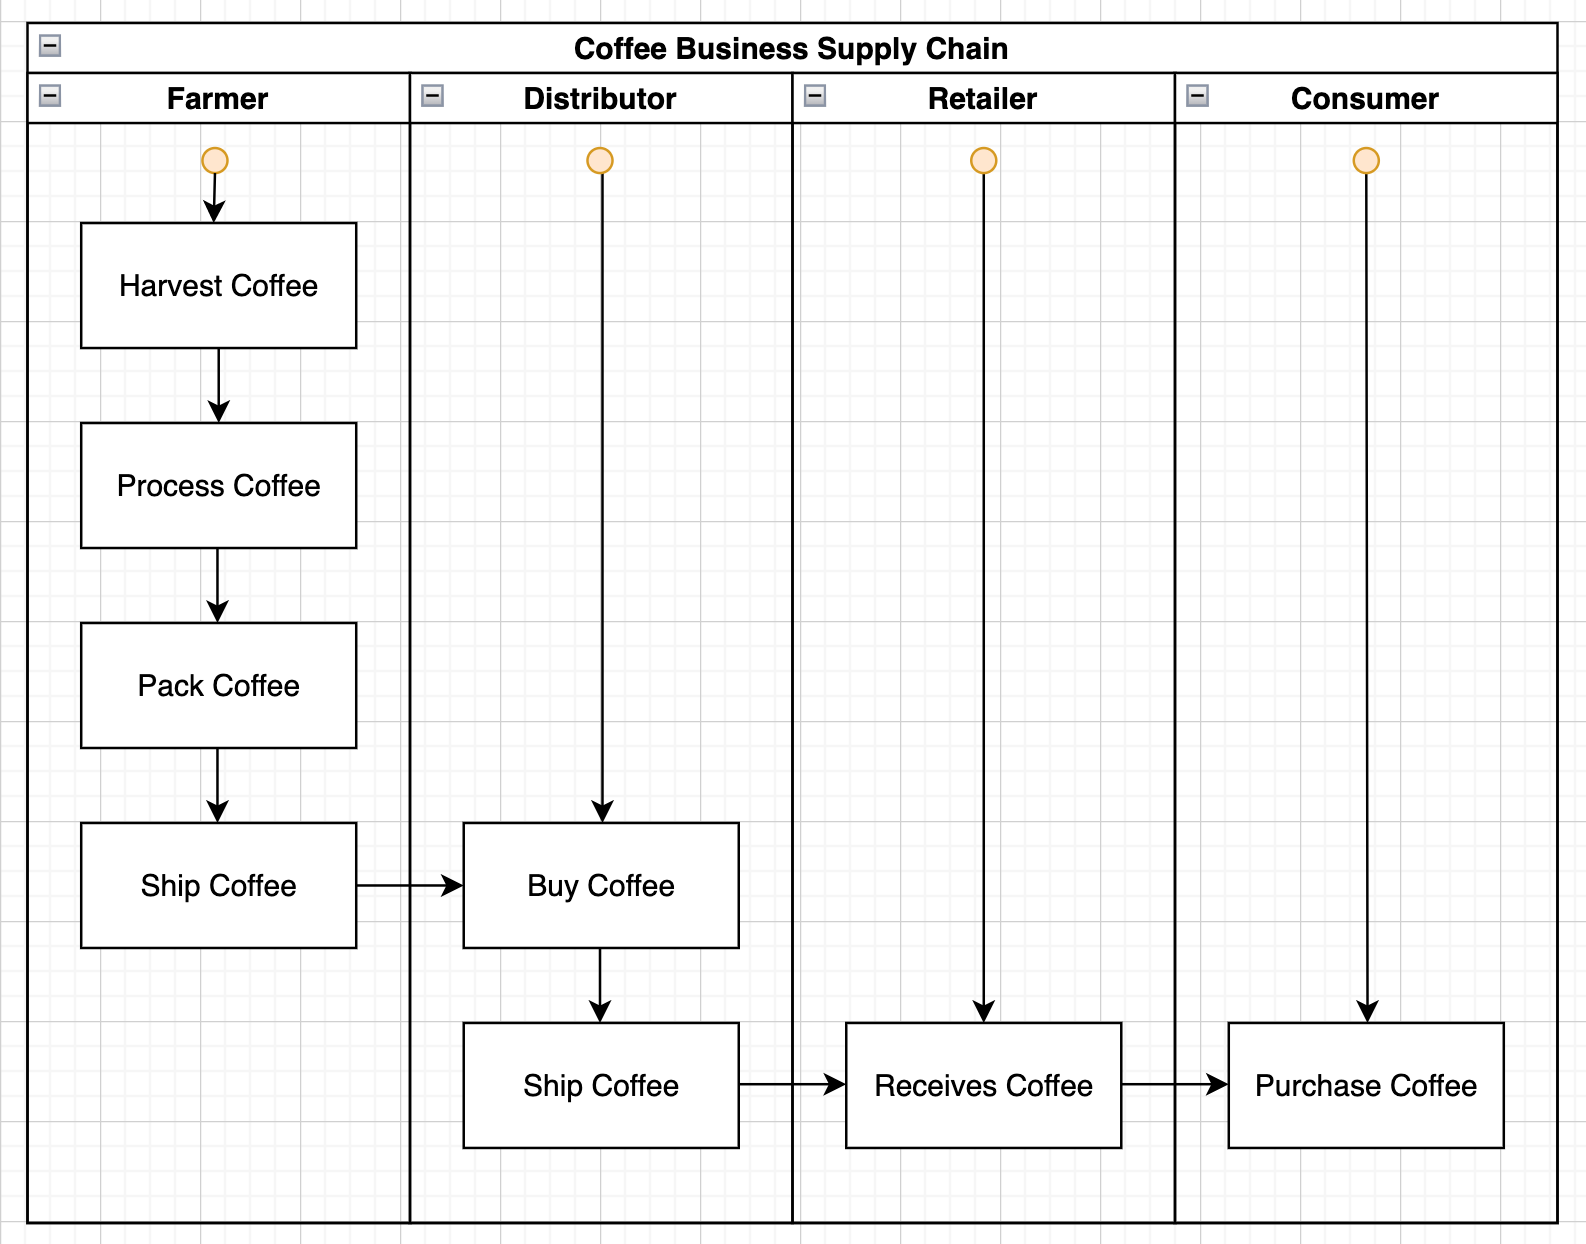 Coffee Business Supply Chain
Farmer
Distributor
Retailer
Consumer
Harvest Coffee
Process Coffee
Pack Coffee
Ship Coffee
Buy Coffee
Ship Coffee
Receives Coffee
Purchase Coffee